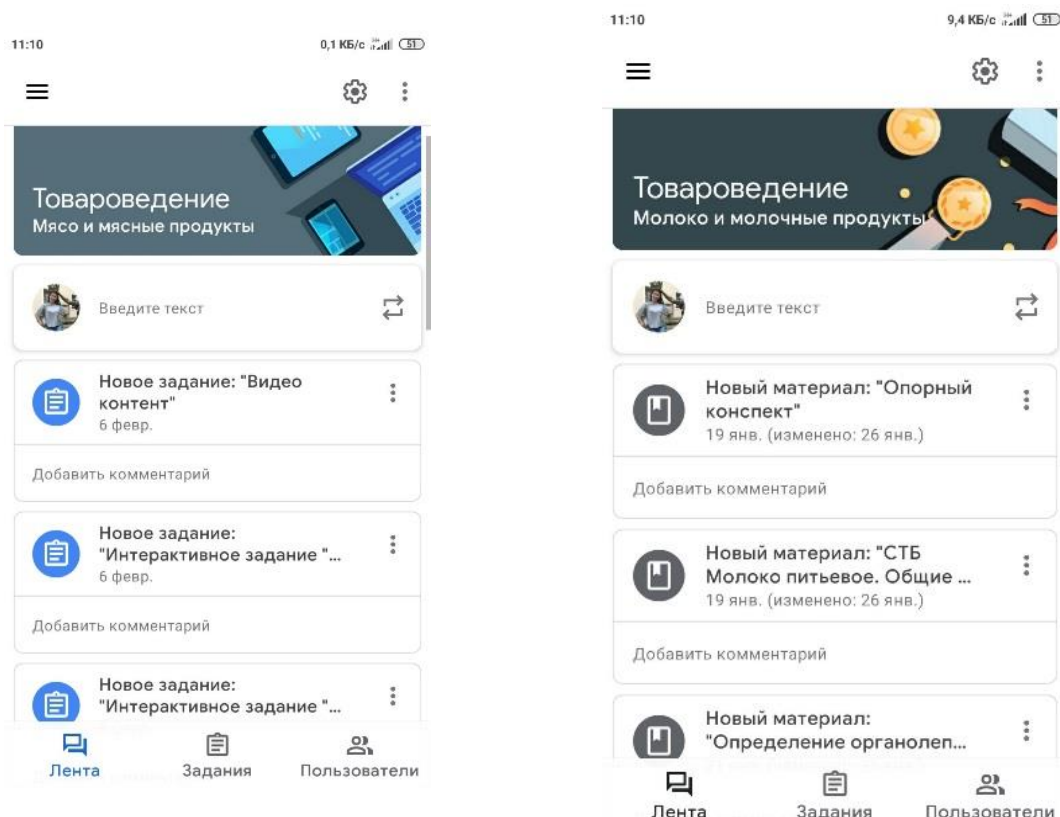 11:10
0,1 КБ/с 51
Товароведение
Мясо и мясные продукты
Введите текст
Новое задание: "Видео
контент"
6 февр.
Добавить комментарий
Новое задание:
"Интерактивное задание "...
6 февр.
Добавить комментарий
Новое задание:
"Интерактивное задание "...
Лента
Задания
Пользователи
11:10
9,4 КБ/с 51
Товароведение
Молоко и молочные продукты
Введите текст
Новый материал: "Опорный
конспект"
19 янв. (изменено: 26 янв.)
Добавить комментарий
Новый материал: "СТБ
Молоко питьевое. Общие ...
19 янв. (изменено: 26 янв.)
Добавить комментарий
Новый материал:
"Определение органолеп...
Лента
Задания
Пользователи